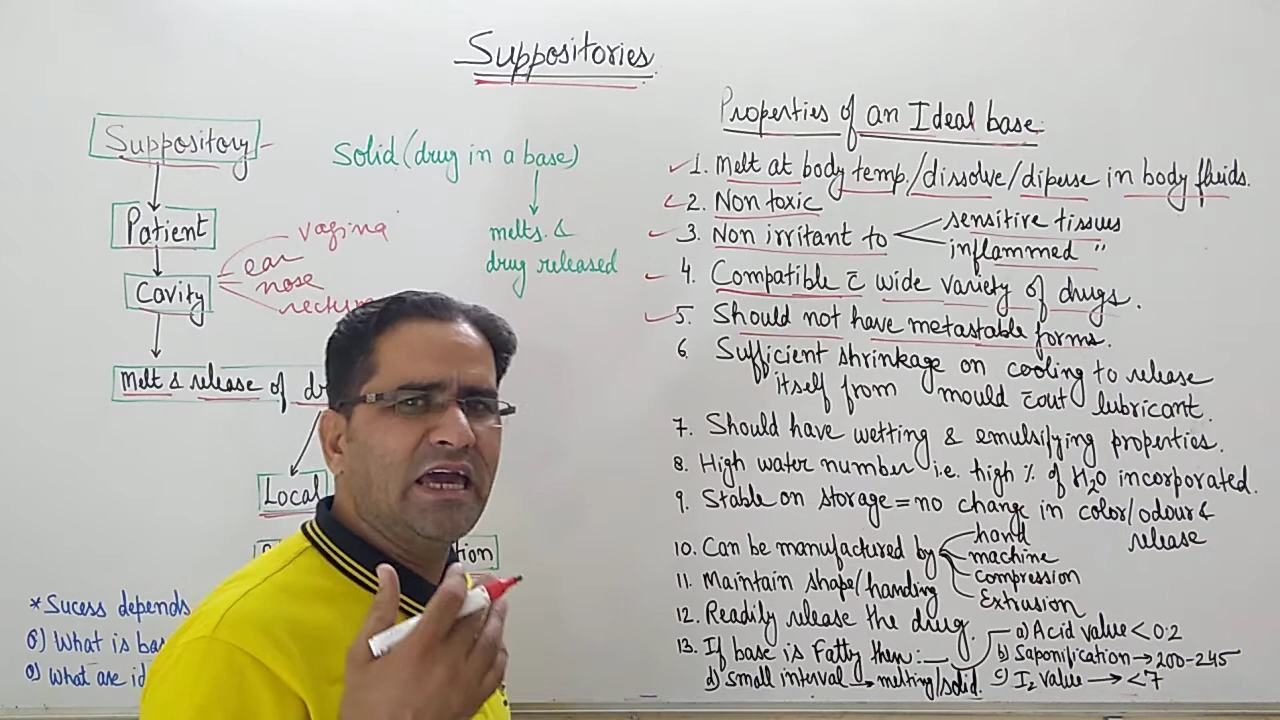 Suppositories
Suppository
Patient
Cavity
vagina
ear
nose
Melt & release of
Local
tion
Solid (drug in a base)
melts &
drug released
*Sucess depends
Q) What is bas
Q) What are id
Properties of an Ideal base
1. Melt at body temp./dissolve/diperse in body fluids.
2. Non toxic
3. Non irritant to sensitive tissues
inflammed "
4. Compatible c̄ wide variety of drugs.
5. Should not have metastable forms.
6 Sufficient shrinkage on cooling to release
itself from mould c̄out lubricant.
7. Should have wetting & emulsifying properties.
8. High water number i.e. high % of H2O incorporated.
9. Stable on storage = no change in color/odour &
release
10. Can be manufactured by hand
machine
compression
Extrusion
11. Maintain shape/handing
12. Readily release the drug.
13. If base is Fatty then:
a) Acid value < 0.2
b) Saponification → 200-245
c) I2 value → <7
d) Small interval → melting/solid.